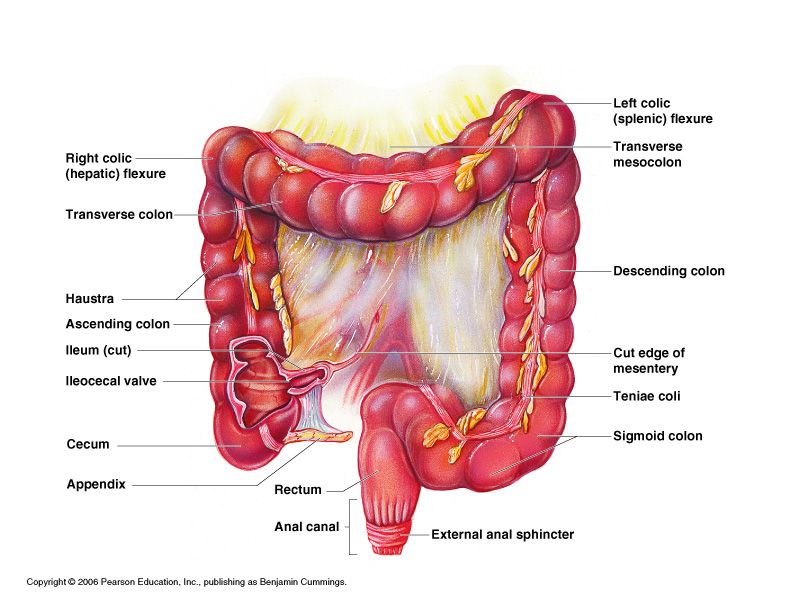 Left colic
(splenic) flexure
Transverse
mesocolon
Right colic
(hepatic) flexure
Transverse colon
Descending colon
Haustra
Ascending colon
Ileum (cut)
Ileocecal valve
Cut edge of
mesentery
Teniae coli
Sigmoid colon
Cecum
Appendix
Rectum
Anal canal
External anal sphincter
Copyright © 2006 Pearson Education, Inc., publishing as Benjamin Cummings.